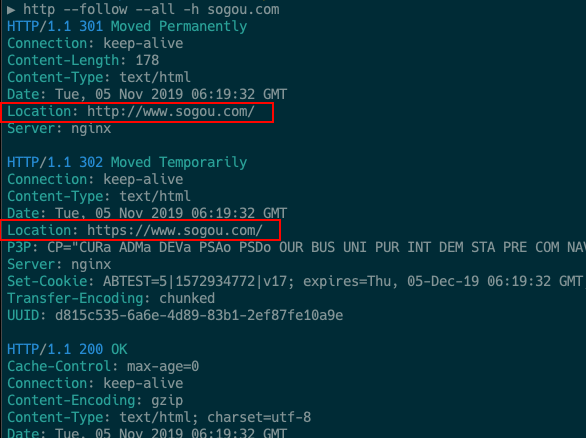 ▶ http --follow --all -h sogou.com
HTTP/1.1 301 Moved Permanently
Connection: keep-alive
Content-Length: 178
Content-Type: text/html
Date: Tue, 05 Nov 2019 06:19:32 GMT
Location: http://www.sogou.com/
Server: nginx
HTTP/1.1 302 Moved Temporarily
Connection: keep-alive
Content-Type: text/html
Date: Tue, 05 Nov 2019 06:19:32 GMT
Location: https://www.sogou.com/
P3P: CP="CURa ADMa DEVa PSAo PSDo OUR BUS UNI PUR INT DEM STA PRE COM NAV
Server: nginx
Set-Cookie: ABTEST=5|1572934772|v17; expires=Thu, 05-Dec-19 06:19:32 GMT
Transfer-Encoding: chunked
UUID: d815c535-6a6e-4d89-83b1-2ef87fe10a9e
HTTP/1.1 200 OK
Cache-Control: max-age=0
Connection: keep-alive
Content-Encoding: gzip
Content-Type: text/html; charset=utf-8
Date: Tue, 05 Nov 2019 06:19:32 GMT